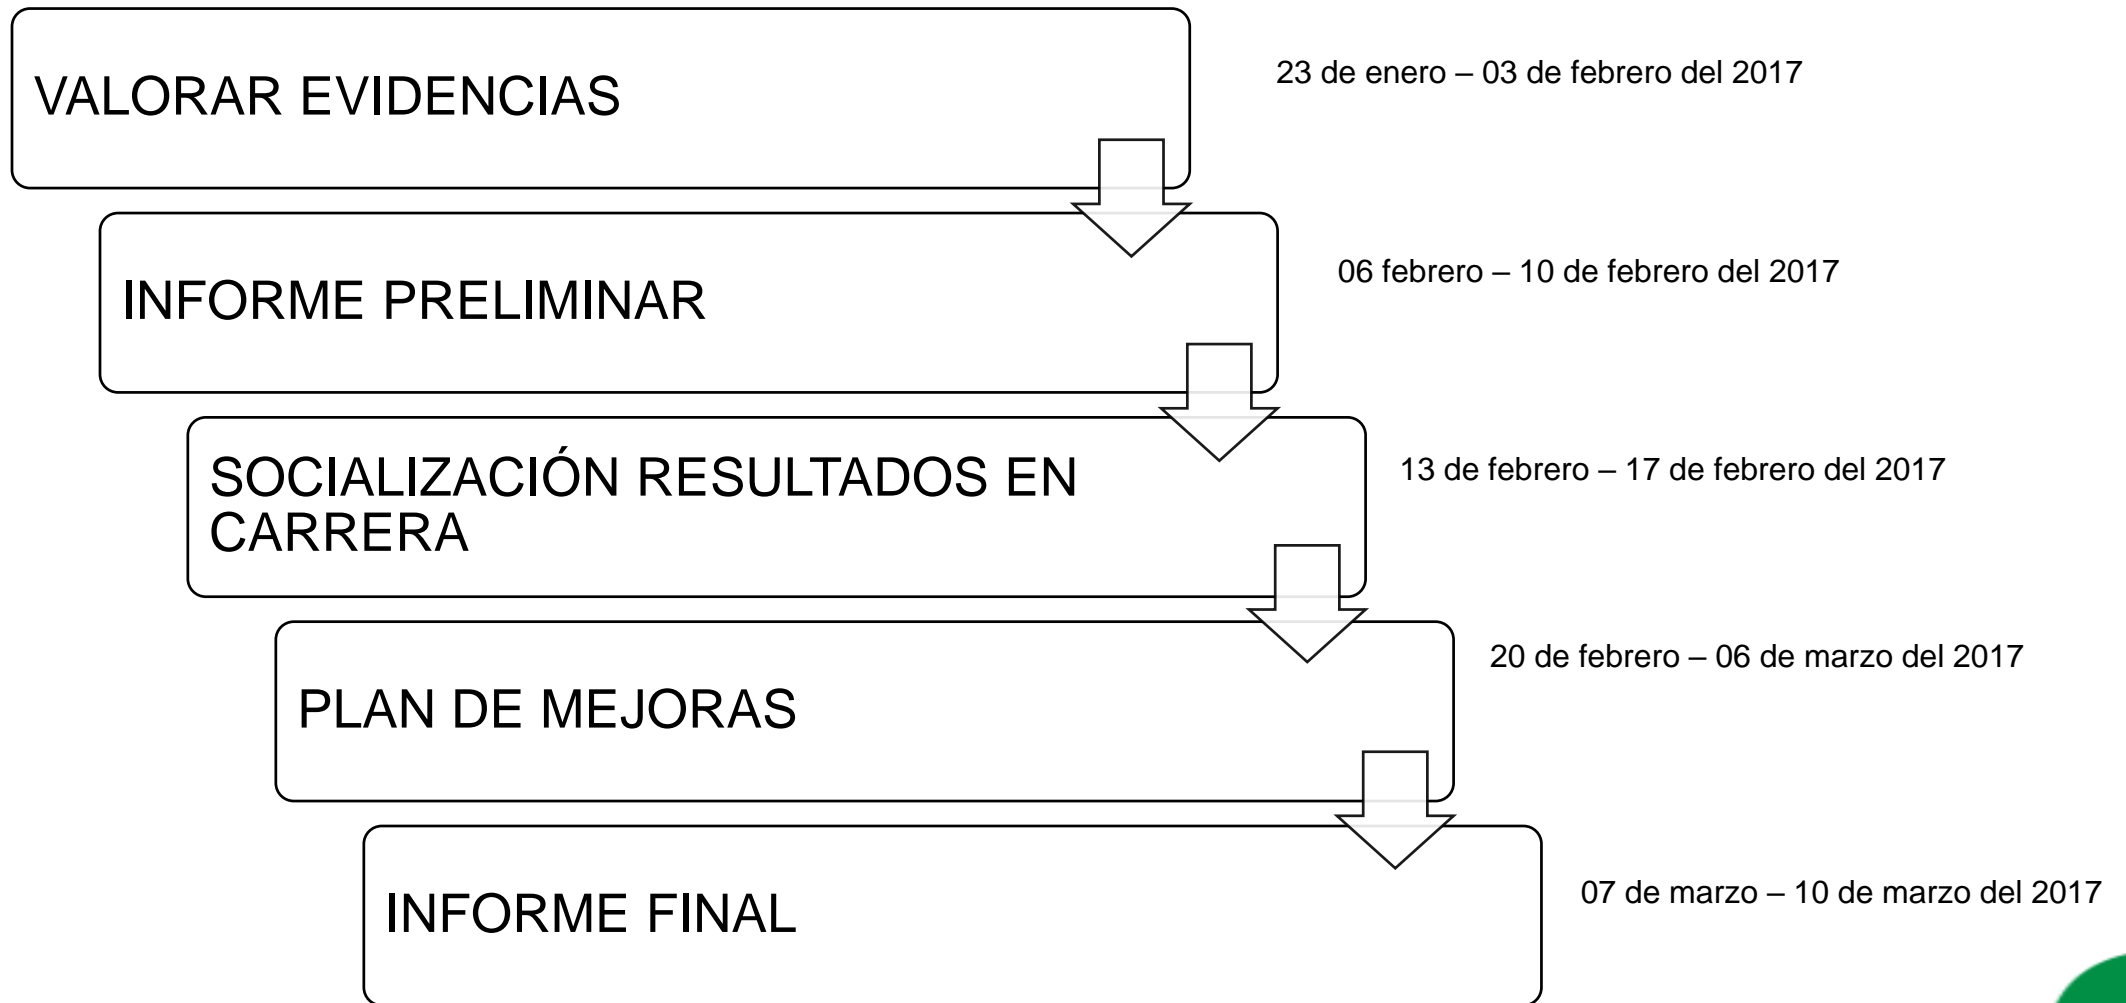 VALORAR EVIDENCIAS
23 de enero – 03 de febrero del 2017
INFORME PRELIMINAR
06 febrero – 10 de febrero del 2017
SOCIALIZACIÓN RESULTADOS EN
CARRERA
13 de febrero – 17 de febrero del 2017
PLAN DE MEJORAS
20 de febrero – 06 de marzo del 2017
INFORME FINAL
07 de marzo – 10 de marzo del 2017